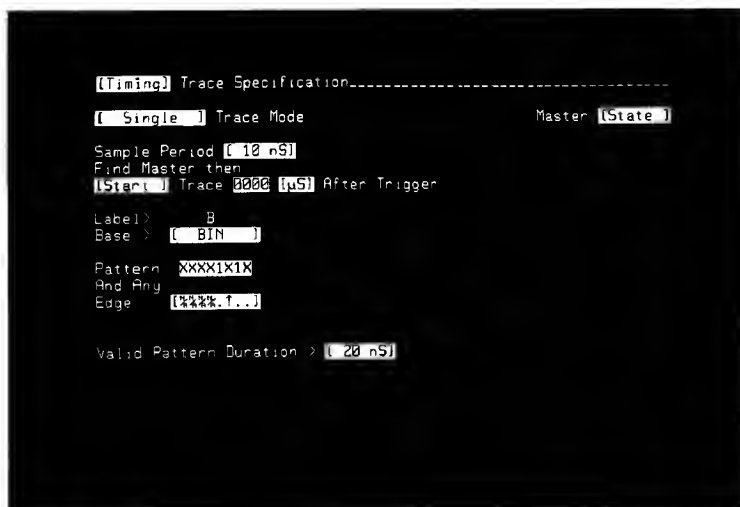 [Timing] Trace Specification
[ Single ] Trace Mode Master [State ]
Sample Period [ 10 nS]
Find Master then
[Start ] Trace 0000 [µS] After Trigger
Label> B
Base > [ BIN ]
Pattern XXXX1X1X
And Any
Edge [****.↑..]
Valid Pattern Duration > [ 20 nS]